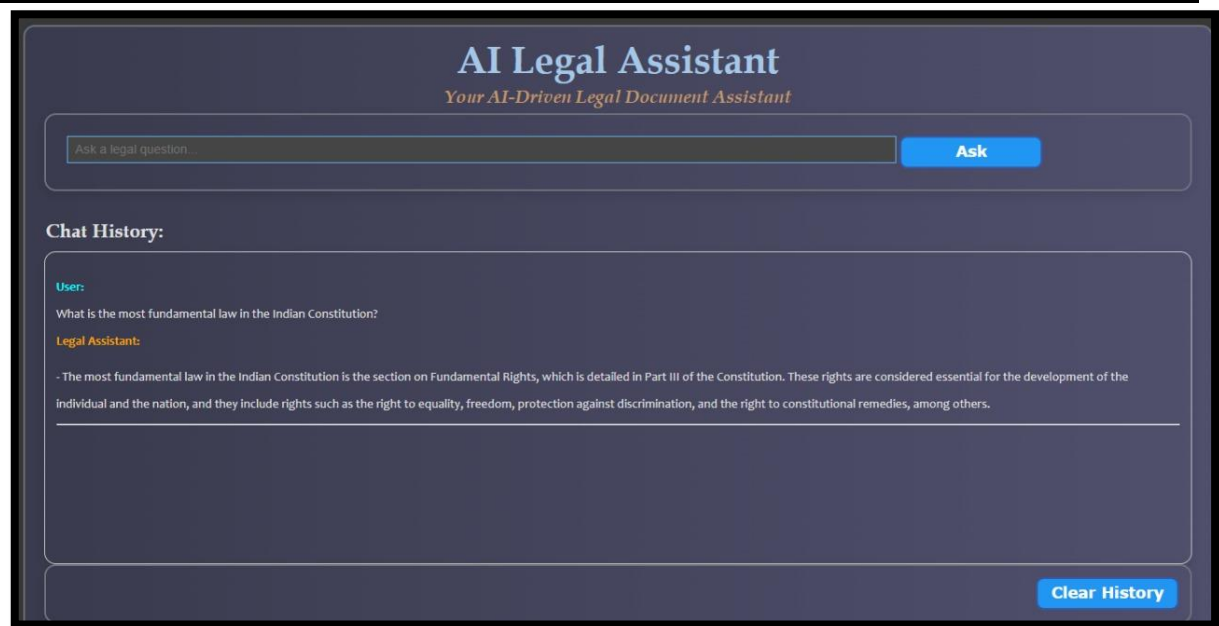 AI Legal Assistant
Your AI-Driven Legal Document Assistant
Ask a legal question...
Ask
Chat History:
User:
What is the most fundamental law in the Indian Constitution?
Legal Assistant:
- The most fundamental law in the Indian Constitution is the section on Fundamental Rights, which is detailed in Part III of the Constitution. These rights are considered essential for the development of the
individual and the nation, and they include rights such as the right to equality, freedom, protection against discrimination, and the right to constitutional remedies, among others.
Clear History